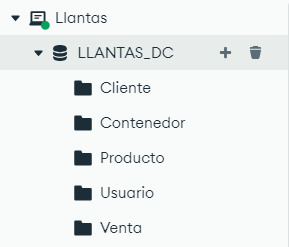 Llantas
LLANTAS_DC
Cliente
Contenedor
Producto
Usuario
Venta